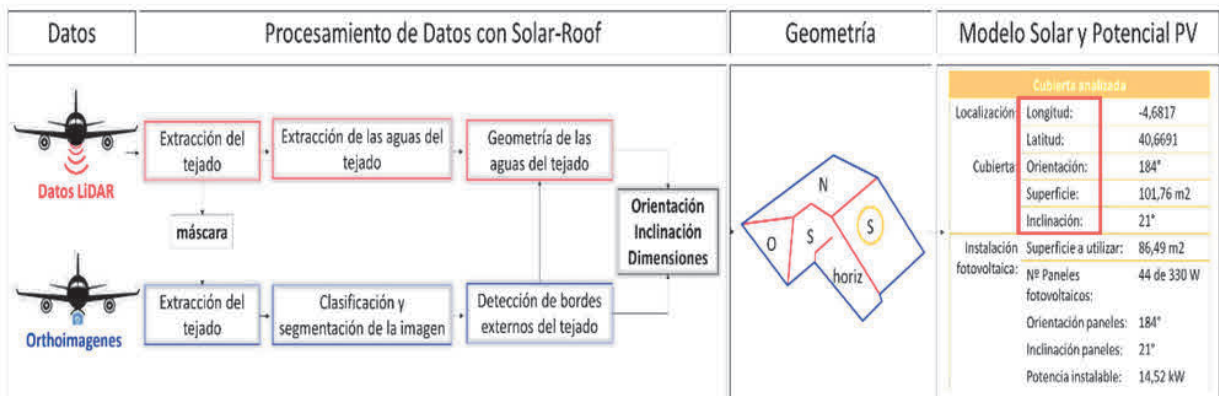 Datos
Procesamiento de Datos con Solar-Roof
Geometría
Modelo Solar y Potencial PV
Datos LiDAR
Extracción del
tejado
Extracción de las aguas del
tejado
Geometría de las
aguas del tejado
máscara
Orientación
Inclinación
Dimensiones
Orthoimagenes
Extracción del
tejado
Clasificación y
segmentación de la imagen
Detección de bordes
externos del tejado
N
O
S
S
horiz
Cubierta analizada
Localización: Longitud: -4,6817
Latitud: 40,6691
Cubierta: Orientación: 184°
Superficie: 101,76 m2
Inclinación: 21°
Instalación Superficie a utilizar: 86,49 m2
fotovoltaica: Nº Paneles 44 de 330 W
fotovoltaicos:
Orientación paneles: 184°
Inclinación paneles: 21°
Potencia instalable: 14,52 kW